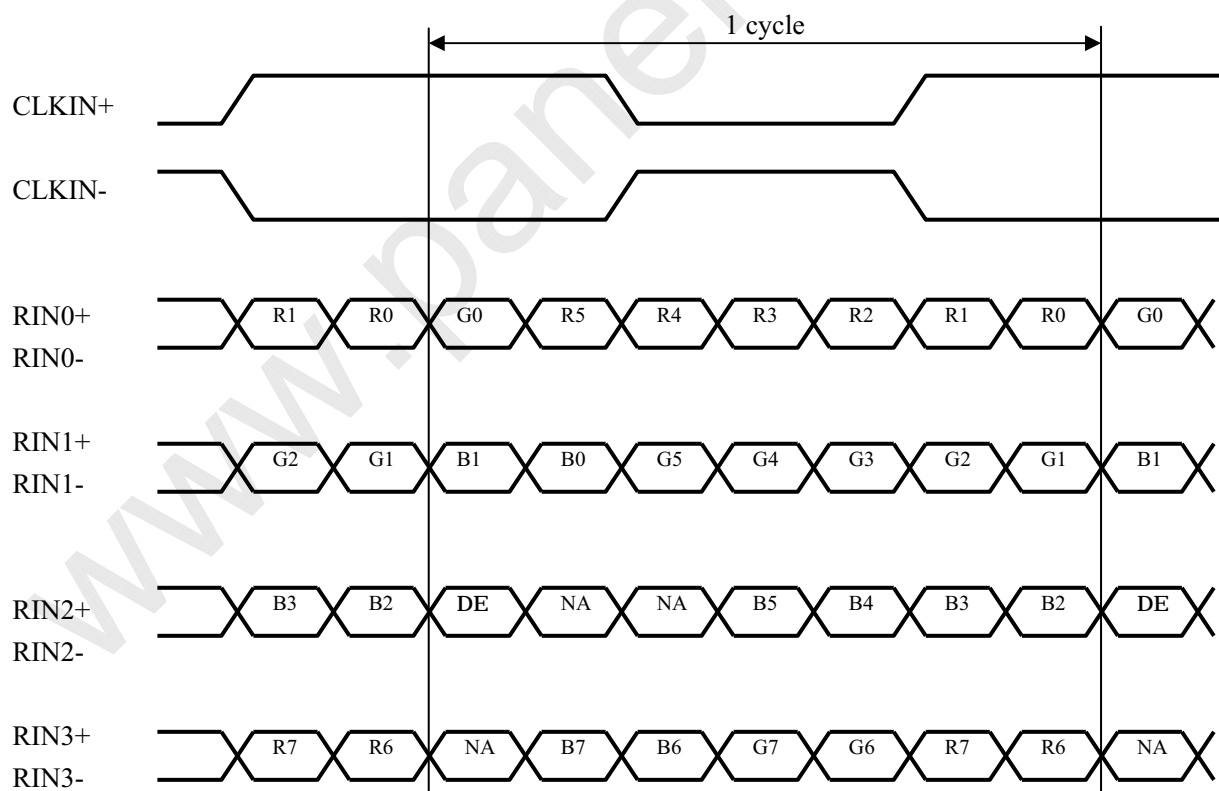 1 cycle
CLKIN+
CLKIN-
RIN0+
R1 R0 G0 R5 R4 R3 R2 R1 R0 G0
RIN0-
RIN1+
G2 G1 B1 B0 G5 G4 G3 G2 G1 B1
RIN1-
RIN2+
B3 B2 DE NA NA B5 B4 B3 B2 DE
RIN2-
RIN3+
R7 R6 NA B7 B6 G7 G6 R7 R6 NA
RIN3-
www.pane